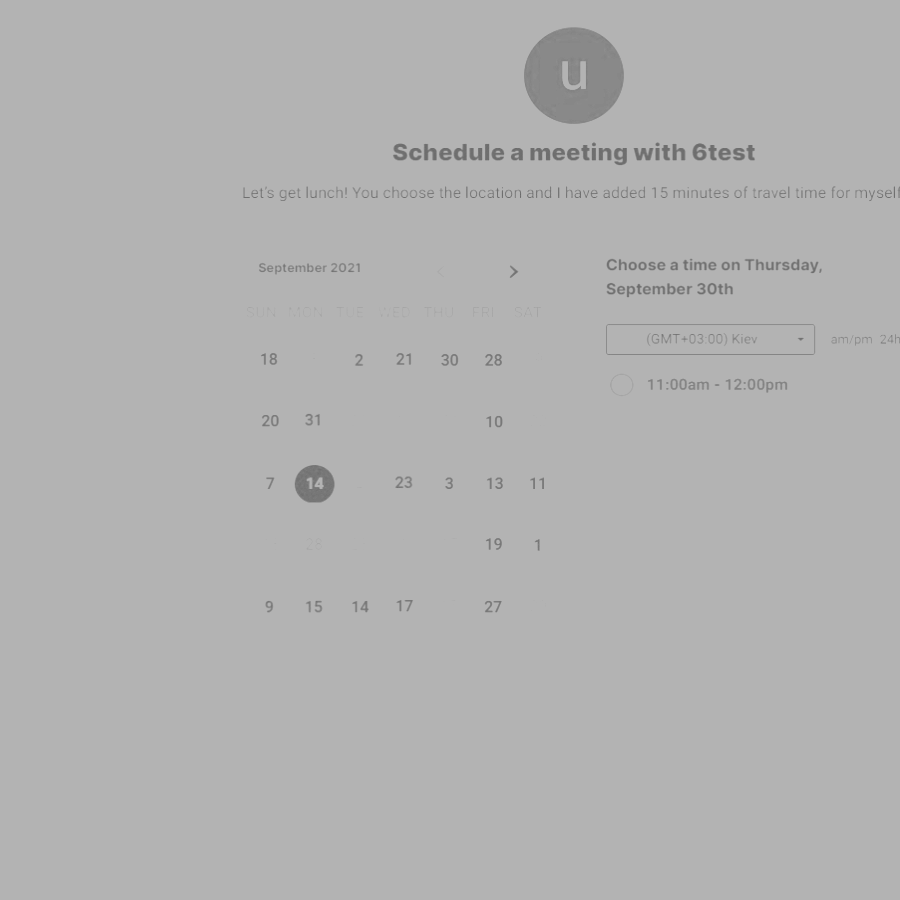 u
Schedule a meeting with 6test
Let's get lunch! You choose the location and I have added 15 minutes of travel time for myself
September 2021
SUN MON TUE WED THU FRI SAT
18 2 21 30 28
20 31 10
7 14 23 3 13 11
28 19 1
9 15 14 17 27
Choose a time on Thursday,
September 30th
(GMT+03:00) Kiev am/pm 24h
11:00am - 12:00pm